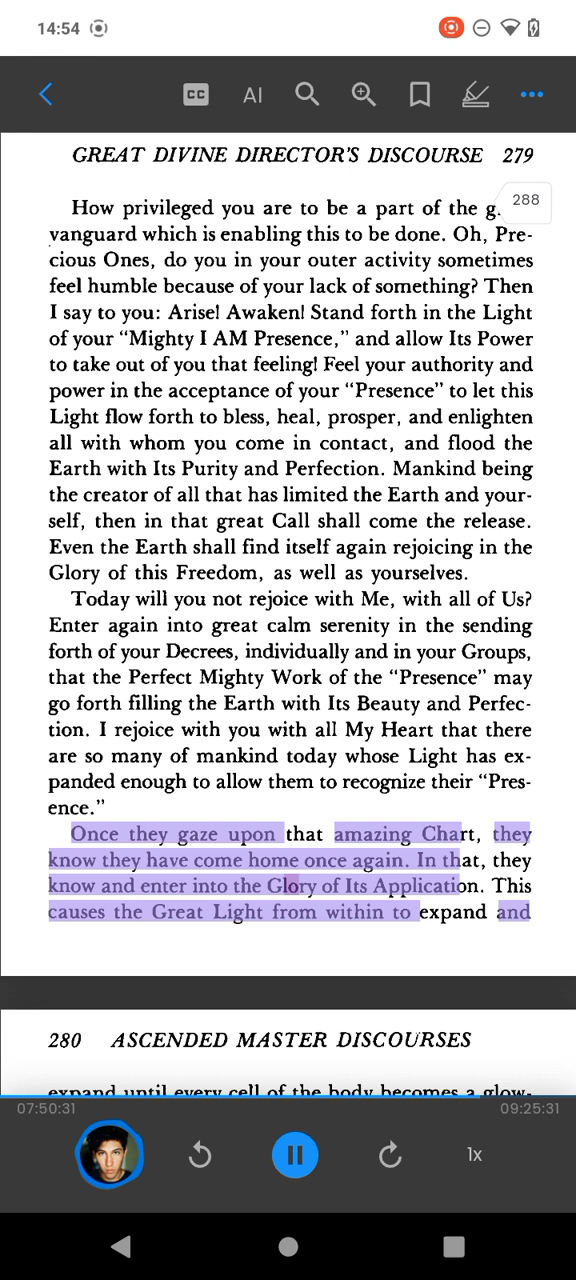 14:54
CC
AI
GREAT DIVINE DIRECTOR'S DISCOURSE 279
288
How privileged you are to be a part of the
vanguard which is enabling this to be done. Oh, Pre-
cious Ones, do you in your outer activity sometimes
feel humble because of your lack of something? Then
I say to you: Arise! Awaken! Stand forth in the Light
of your “Mighty I AM Presence,” and allow Its Power
to take out of you that feeling! Feel your authority and
power in the acceptance of your “Presence” to let this
Light flow forth to bless, heal, prosper, and enlighten
all with whom you come in contact, and flood the
Earth with Its Purity and Perfection. Mankind being
the creator of all that has limited the Earth and your-
self, then in that great Call shall come the release.
Even the Earth shall find itself again rejoicing in the
Glory of this Freedom, as well as yourselves.
Today will you not rejoice with Me, with all of Us?
Enter again into great calm serenity in the sending
forth of your Decrees, individually and in your Groups,
that the Perfect Mighty Work of the “Presence” may
go forth filling the Earth with Its Beauty and Perfec-
tion. I rejoice with you with all My Heart that there
are so many of mankind today whose Light has ex-
panded enough to allow them to recognize their “Pres-
ence.”
Once they gaze upon that amazing Chart, they
know they have come home once again. In that, they
know and enter into the Glory of Its Application. This
causes the Great Light from within to expand and
280 ASCENDED MASTER DISCOURSES
expand until every cell of the body becomes a glow-
07:50:31
09:25:31
1x